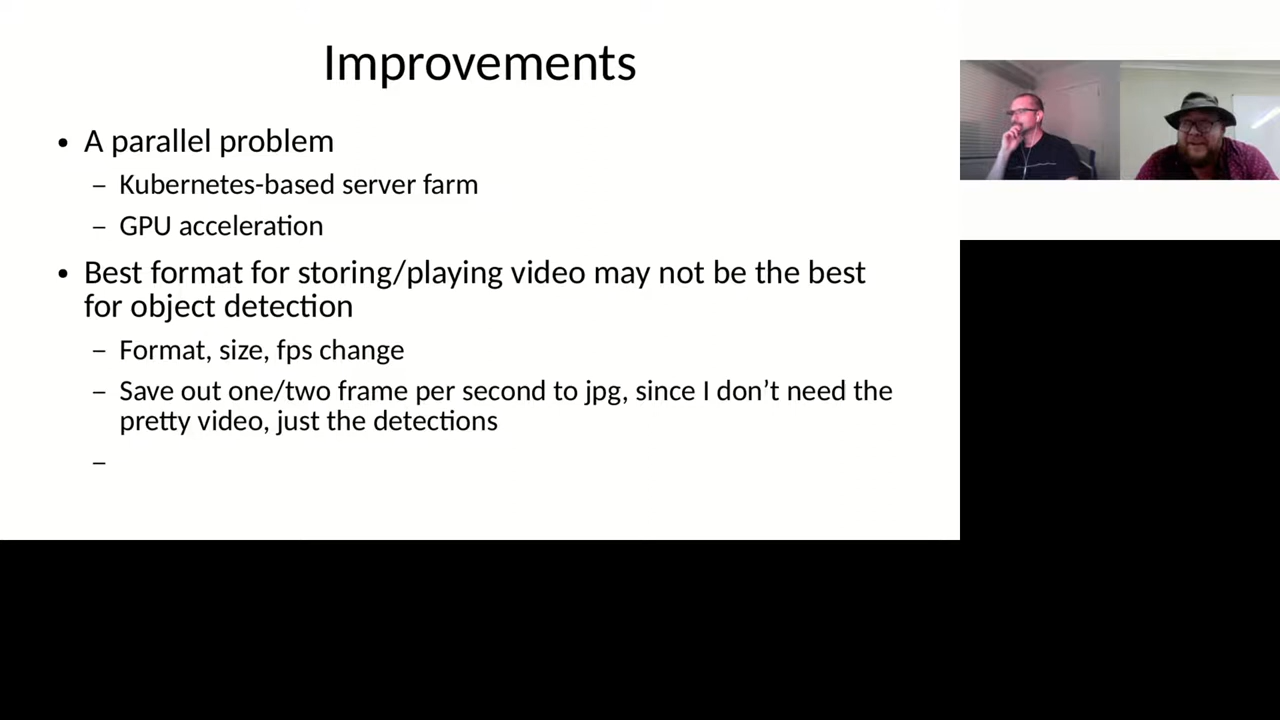 Improvements
• A parallel problem
– Kubernetes-based server farm
– GPU acceleration
• Best format for storing/playing video may not be the best
for object detection
– Format, size, fps change
– Save out one/two frame per second to jpg, since I don’t need the
pretty video, just the detections
–